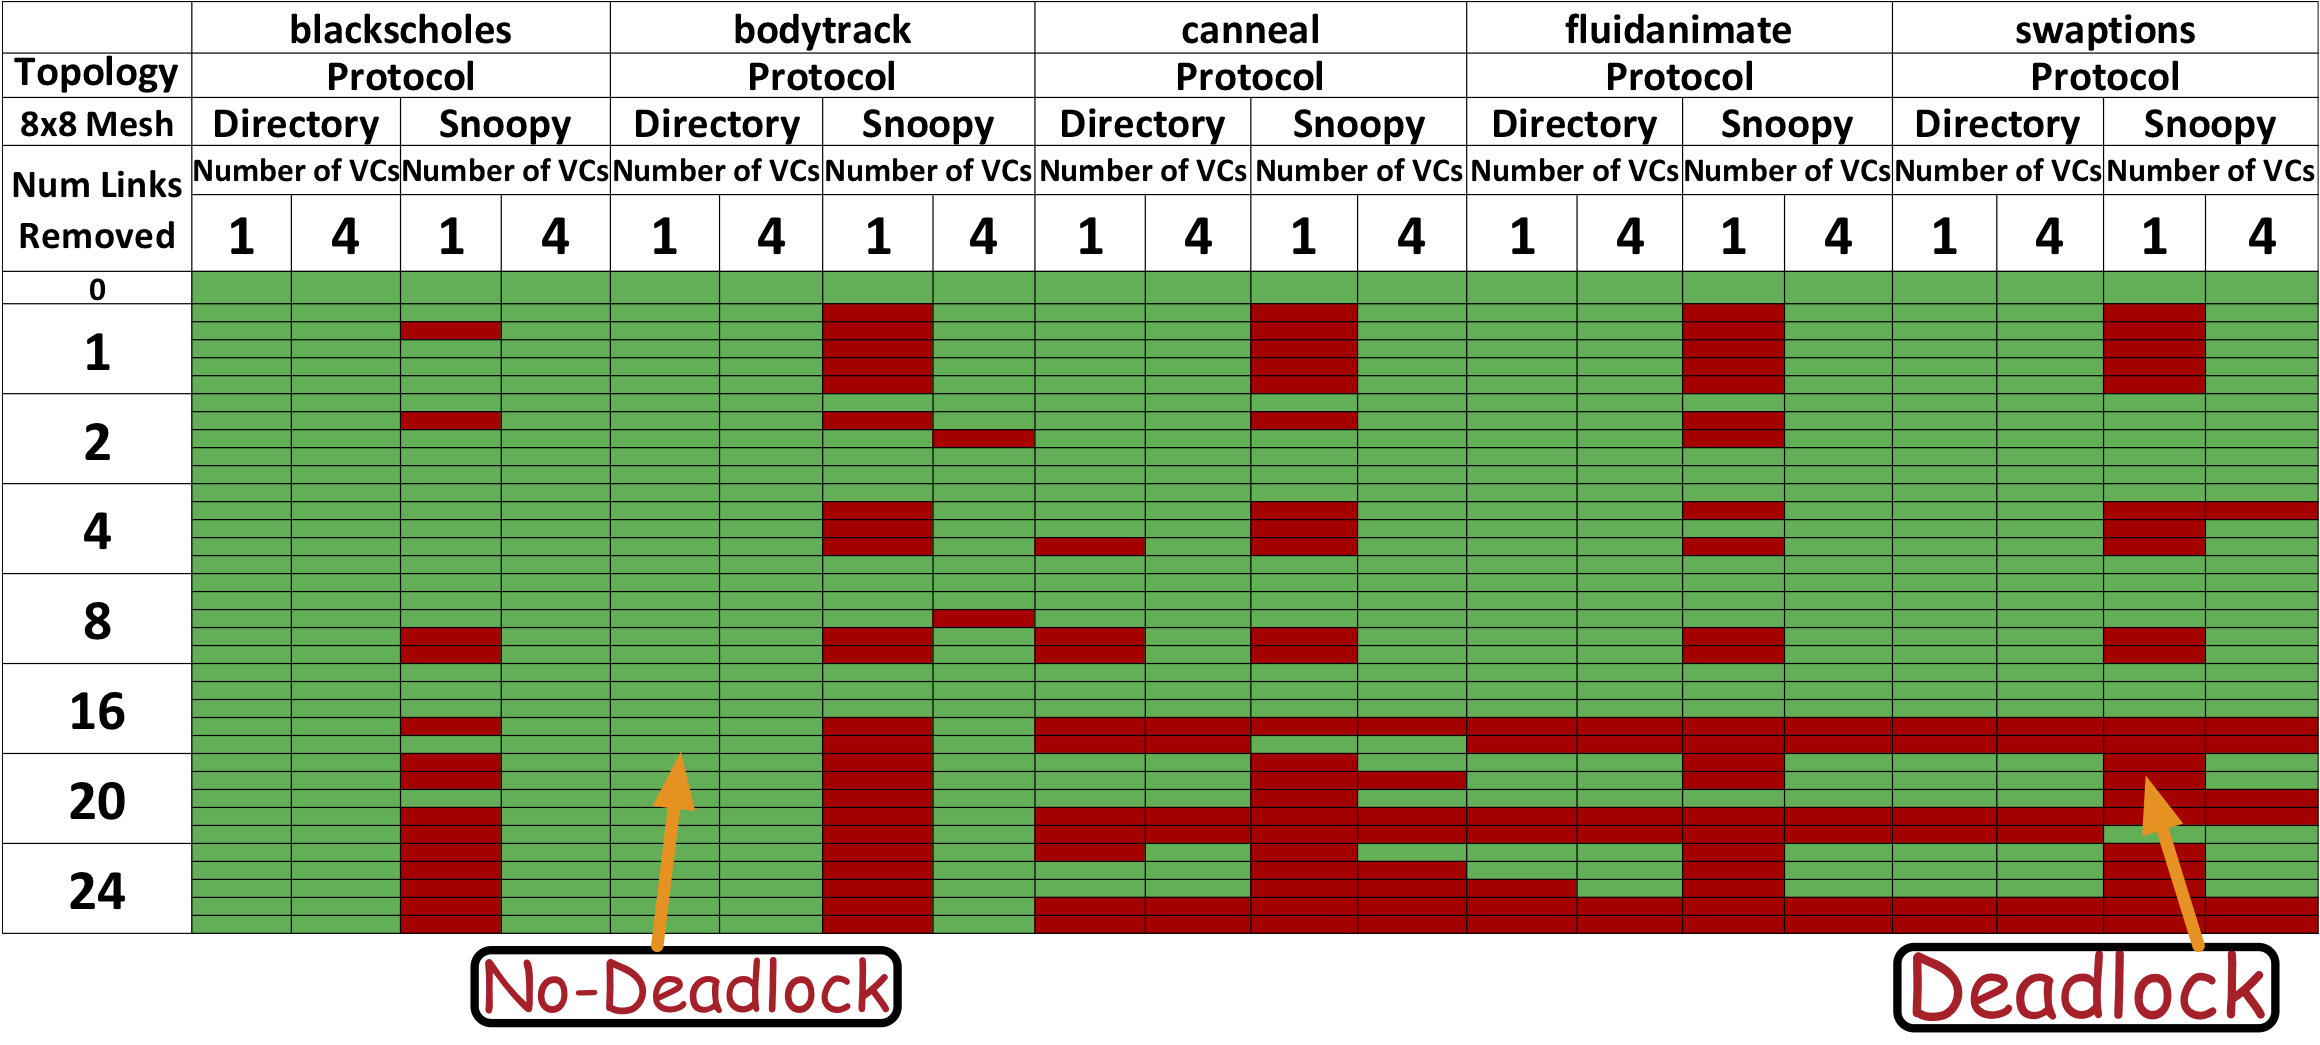 blackscholes bodytrack canneal fluidanimate swaptions
Topology Protocol Protocol Protocol Protocol Protocol
8x8 Mesh Directory Snoopy Directory Snoopy Directory Snoopy Directory Snoopy Directory Snoopy
Num Links Removed Number of VCs Number of VCs Number of VCs Number of VCs Number of VCs Number of VCs Number of VCs Number of VCs Number of VCs Number of VCs
1 4 1 4 1 4 1 4 1 4 1 4 1 4 1 4 1 4 1 4
0
1
2
4
8
16
20
24
No-Deadlock Deadlock